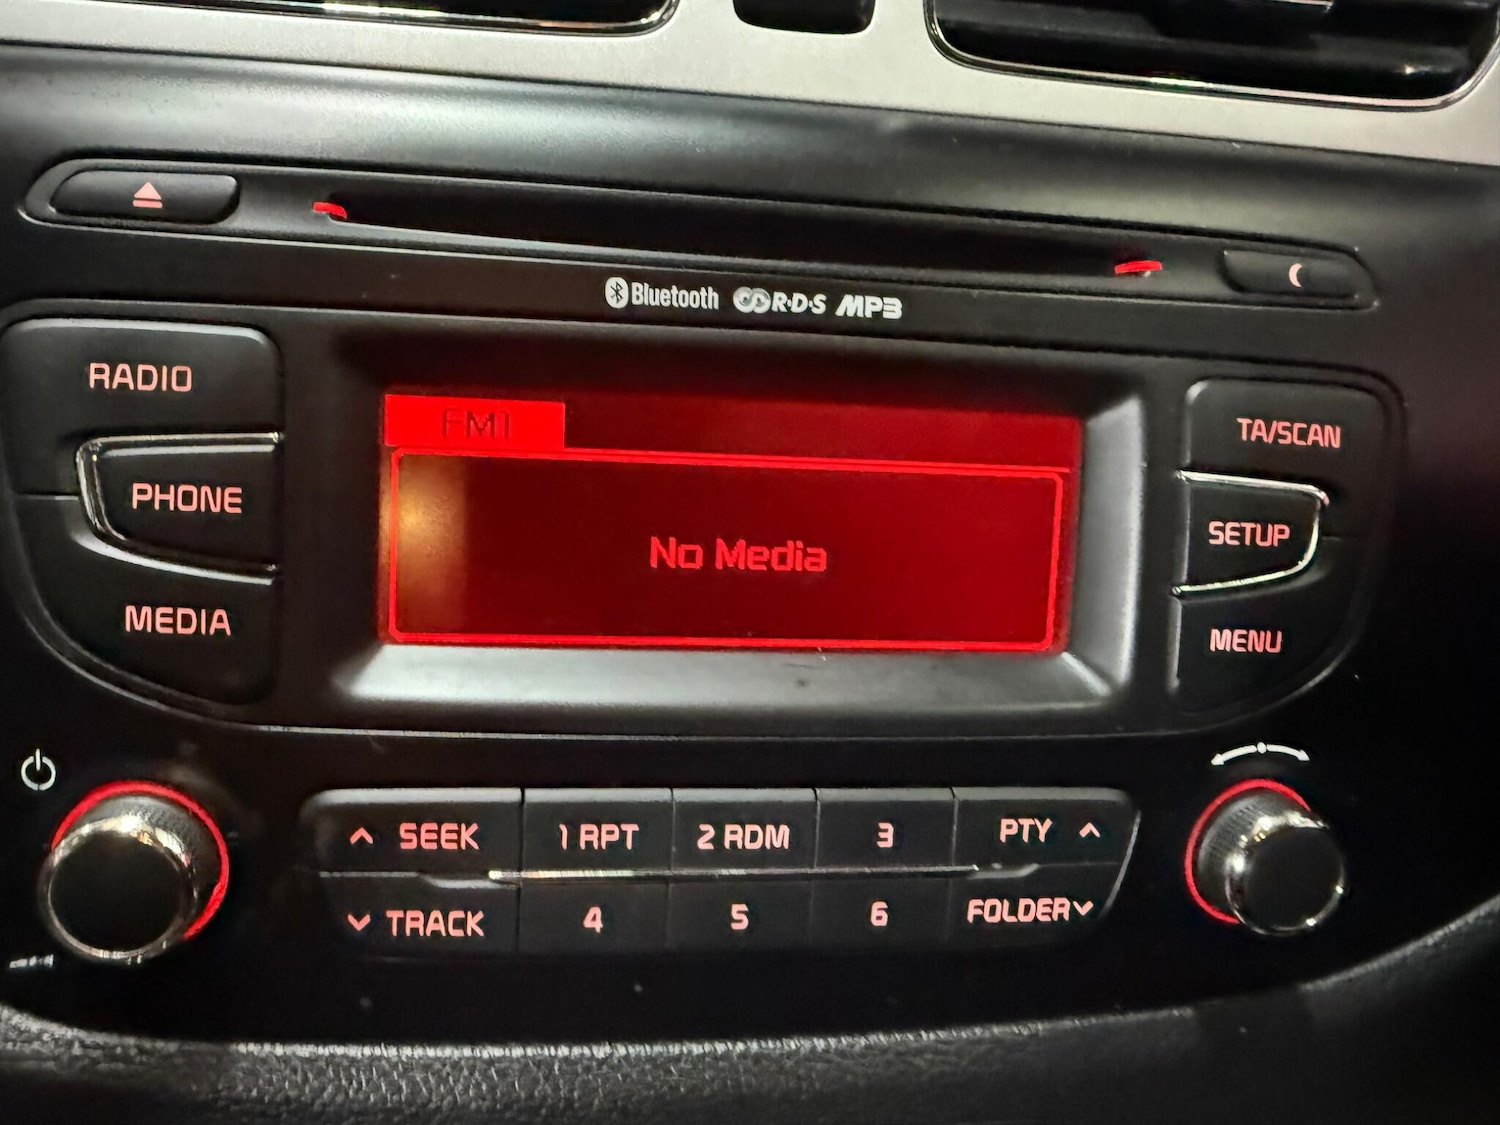 Bluetooth R·D·S MP3
RADIO
PHONE
MEDIA
FM1
No Media
TA/SCAN
SETUP
MENU
SEEK
1 RPT
2 RDM
3
PTY
TRACK
4
5
6
FOLDER